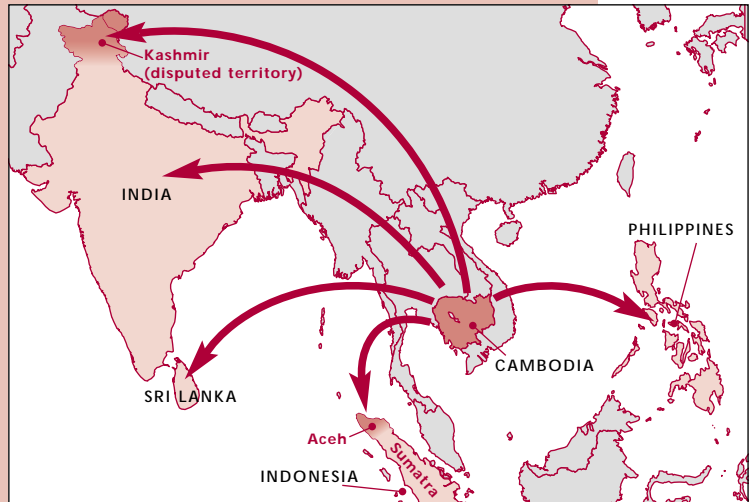 Kashmir
(disputed territory)
INDIA
PHILIPPINES
CAMBODIA
SRI LANKA
Aceh
Sumatra
INDONESIA